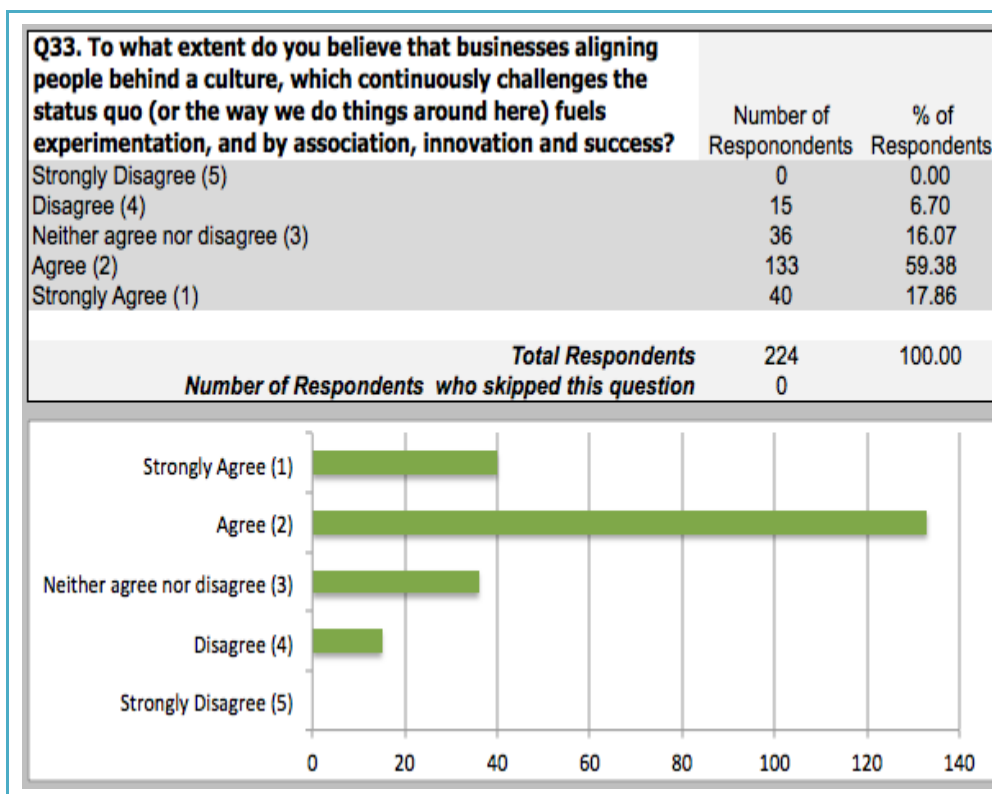 Q33. To what extent do you believe that businesses aligning
people behind a culture, which continuously challenges the
status quo (or the way we do things around here) fuels
experimentation, and by association, innovation and success?
Number of Responondents
% of Respondents
Strongly Disagree (5) 0 0.00
Disagree (4) 15 6.70
Neither agree nor disagree (3) 36 16.07
Agree (2) 133 59.38
Strongly Agree (1) 40 17.86
Total Respondents 224 100.00
Number of Respondents who skipped this question 0
Strongly Agree (1)
Agree (2)
Neither agree nor disagree (3)
Disagree (4)
Strongly Disagree (5)
0 20 40 60 80 100 120 140